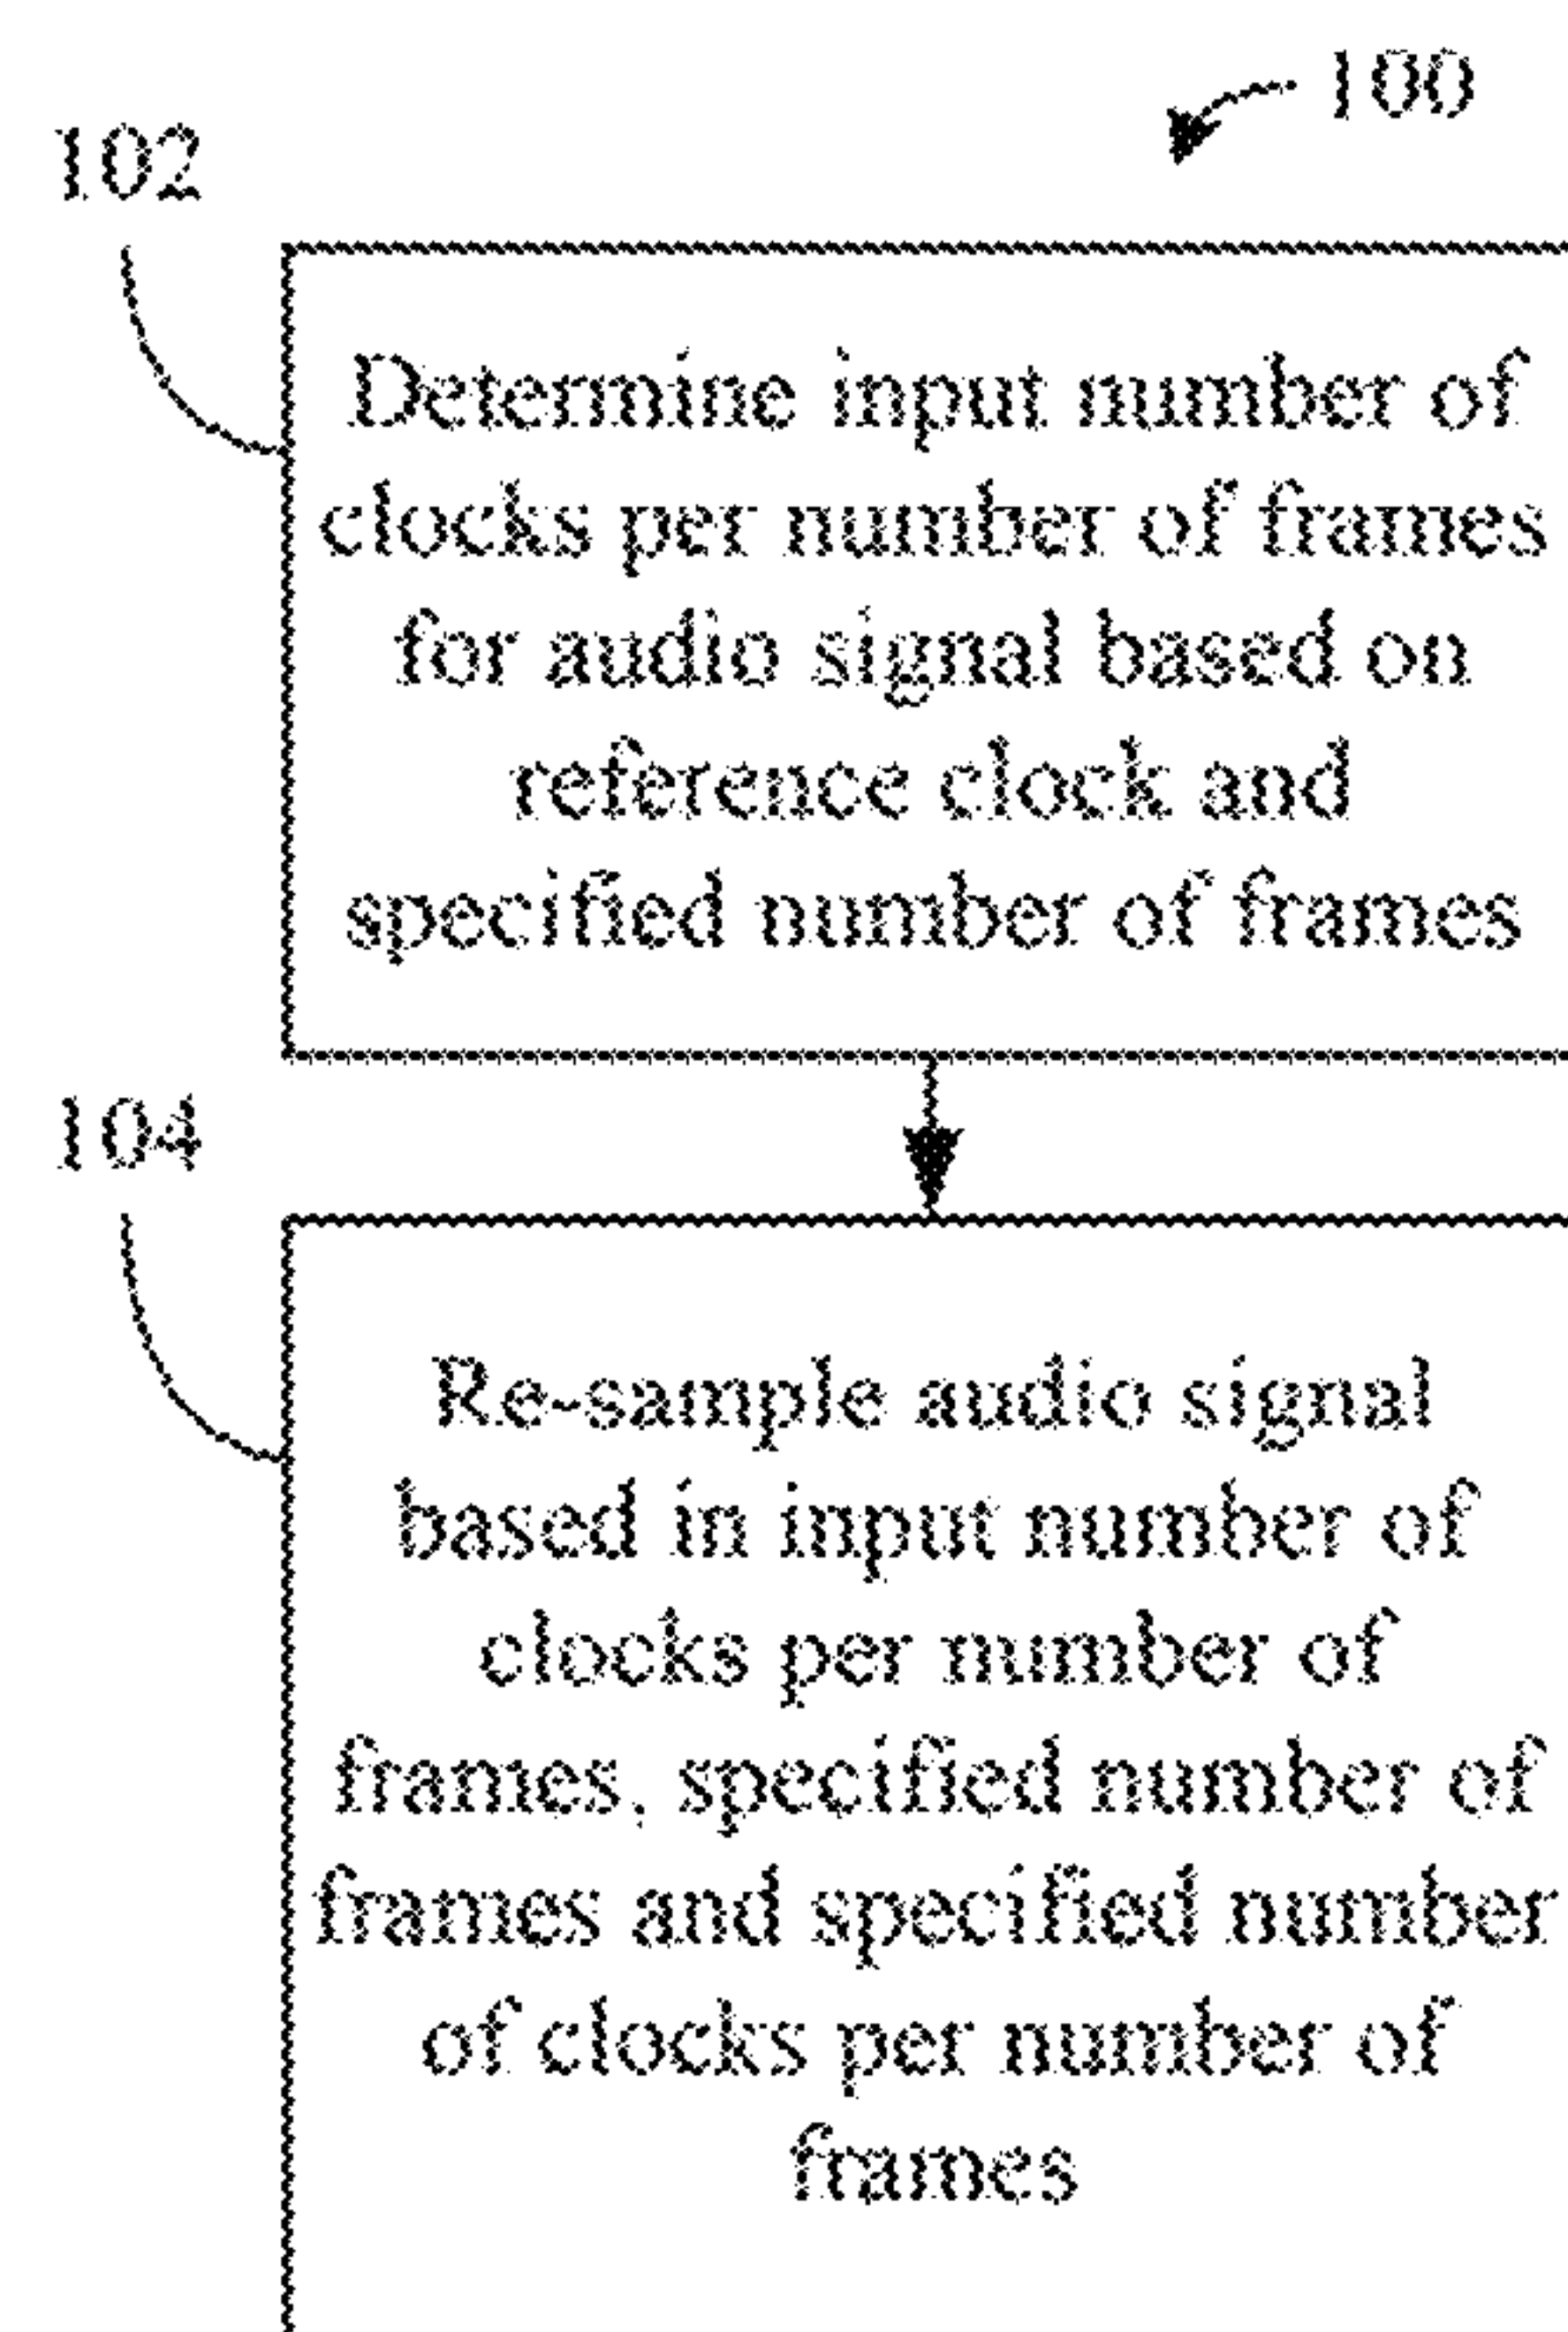 100
102
Determine input number of
clocks per number of frames
for audio signal based on
reference clock and
specified number of frames
104
Re-sample audio signal
based in input number of
clocks per number of
frames, specified number of
frames and specified number
of clocks per number of
frames